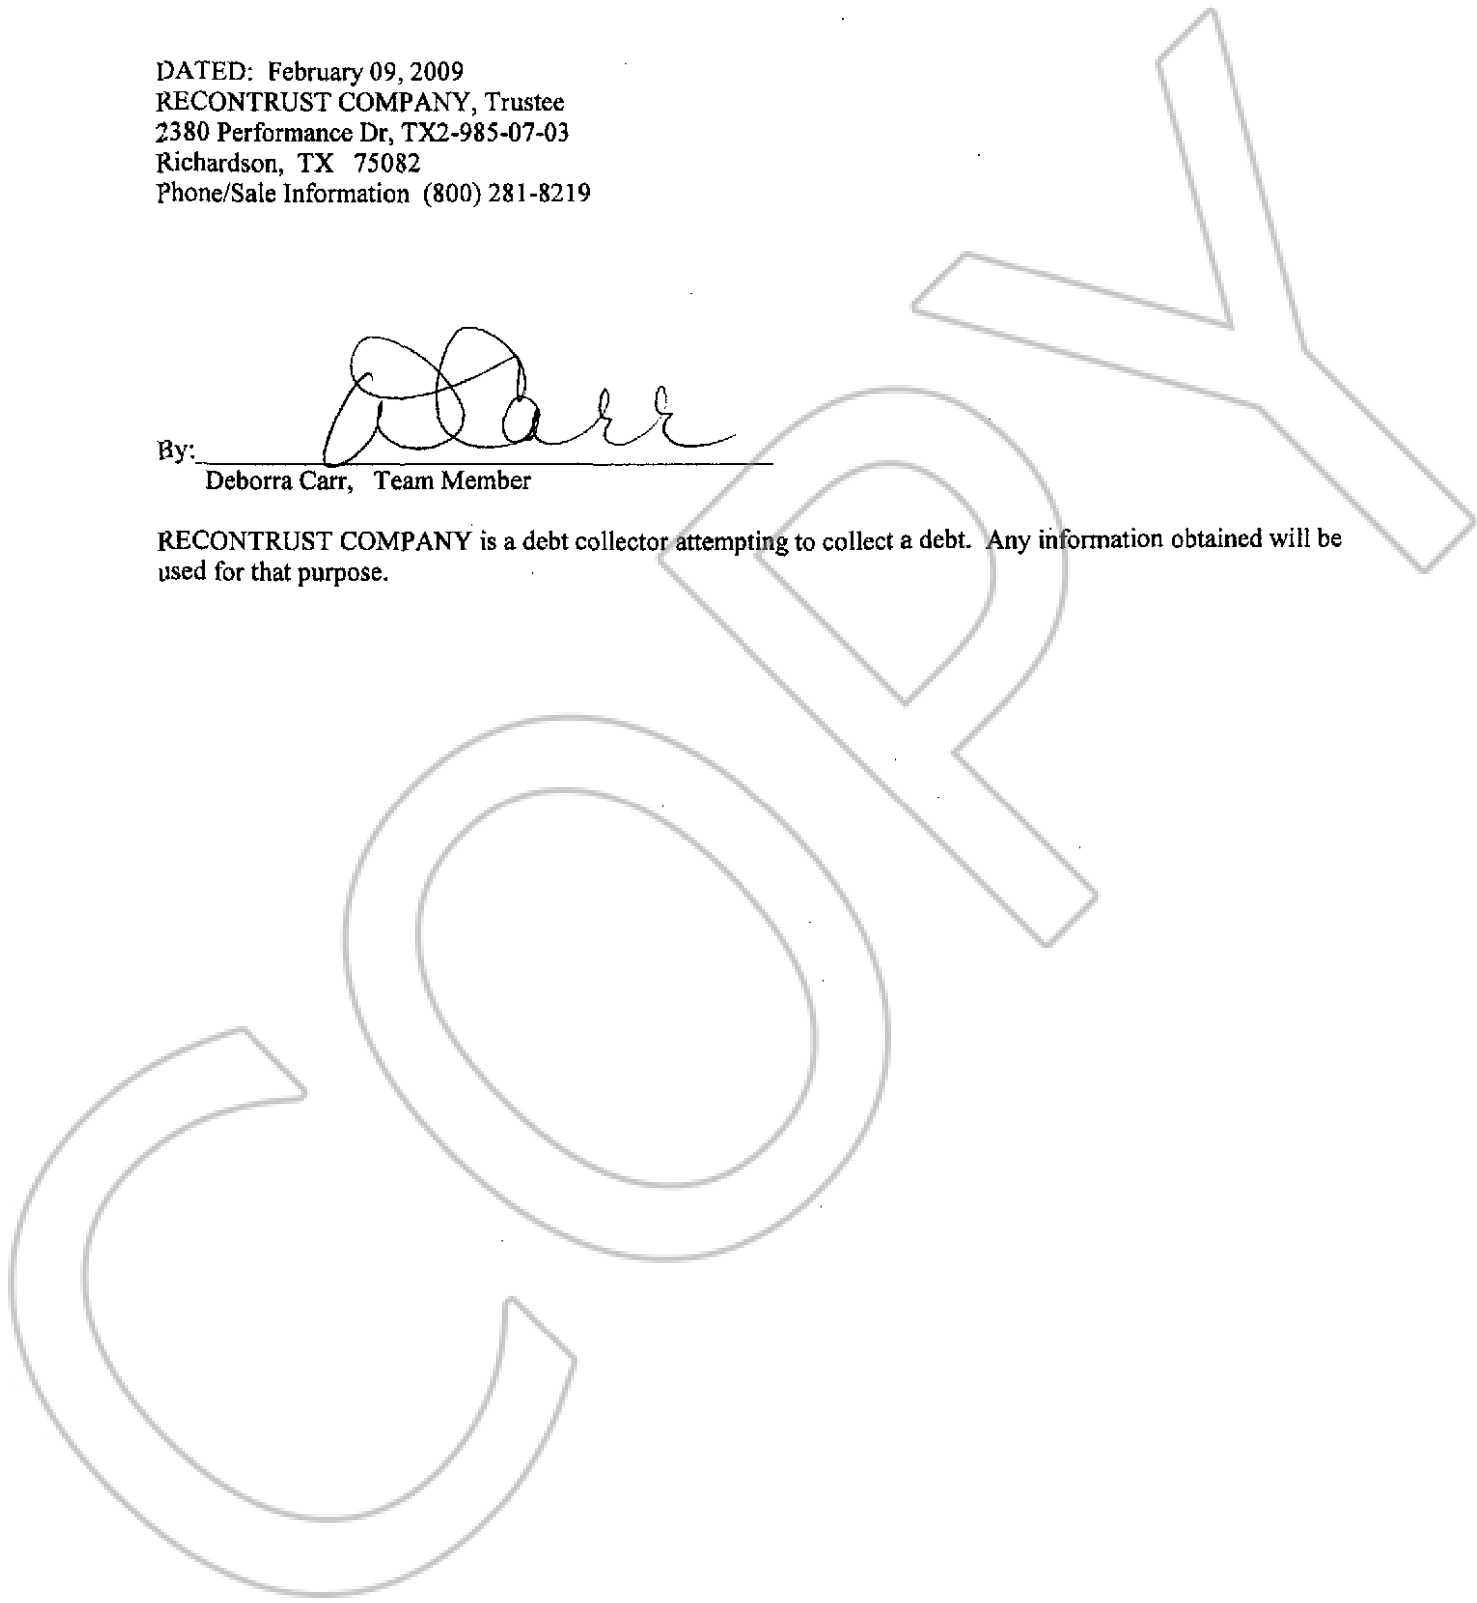 DATED: February 09, 2009
RECONTRUST COMPANY, Trustee
2380 Performance Dr, TX2-985-07-03
Richardson, TX 75082
Phone/Sale Information (800) 281-8219
DCarr
By:
Deborra Carr, Team Member
RECONTRUST COMPANY is a debt collector attempting to collect a debt. Any information obtained will be
used for that purpose.
COPY